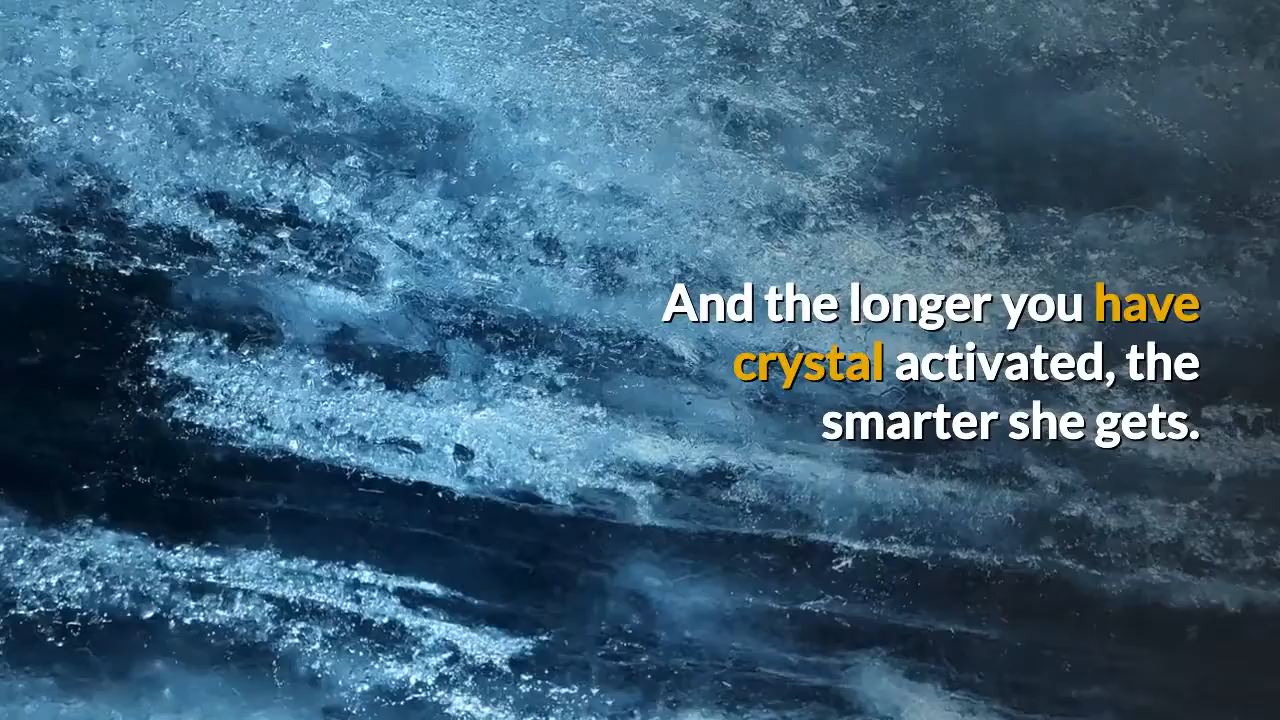 And the longer you have
crystal activated, the
smarter she gets.